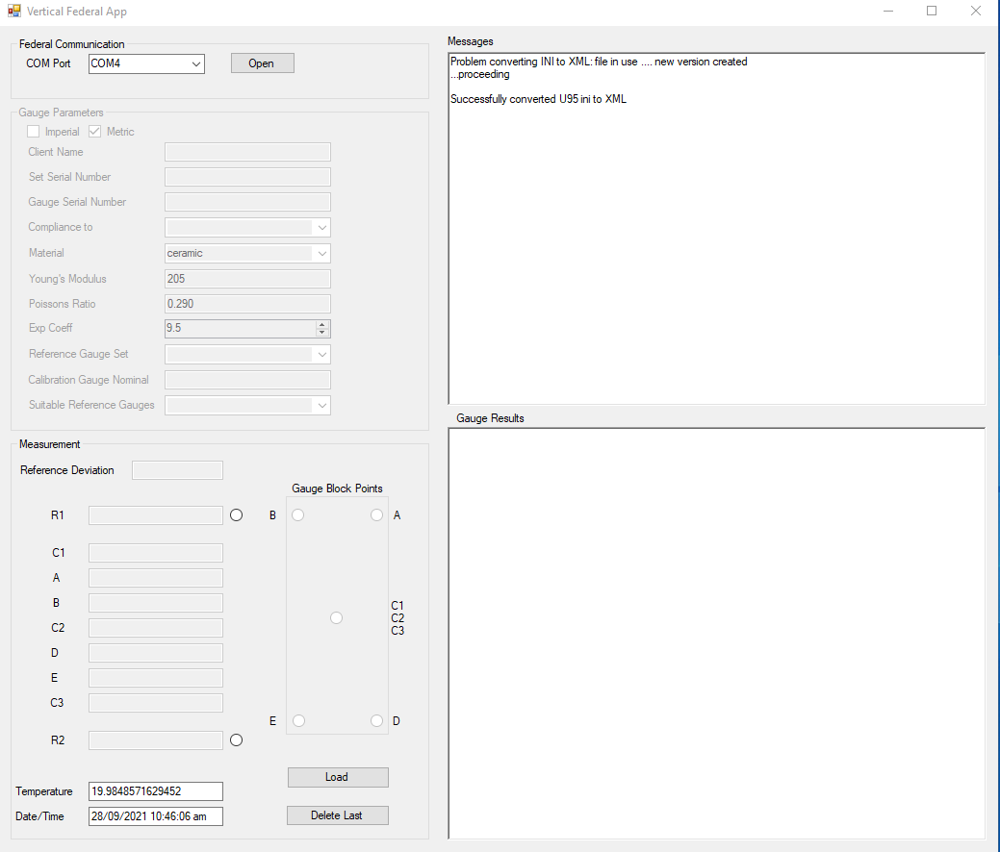 Vertical Federal App
Federal Communication
COM Port COM4 Open
Gauge Parameters
Imperial Metric
Client Name
Set Serial Number
Gauge Serial Number
Compliance to
Material ceramic
Young's Modulus 205
Poissons Ratio 0.290
Exp Coeff 9.5
Reference Gauge Set
Calibration Gauge Nominal
Suitable Reference Gauges
Messages
Problem converting INI to XML: file in use .... new version created
...proceeding
Successfully converted U95 ini to XML
Measurement
Reference Deviation
R1
C1
A
B
C2
D
E
C3
R2
Gauge Block Points
B A
C1
C2
C3
E D
Load
Delete Last
Temperature 19.9848571629452
Date/Time 28/09/2021 10:46:06 am
Gauge Results